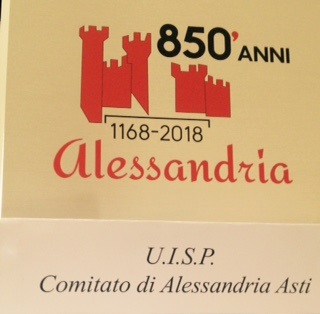 850' ANNI
1168-2018
Alessandria
U.I.S.P.
Comitato di Alessandria Asti